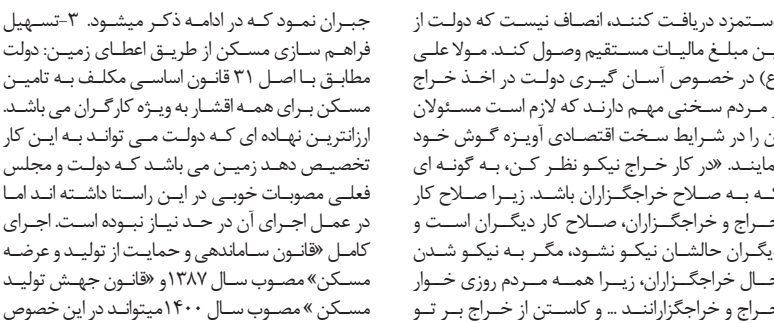 ستمزد دریافت کنند، انصاف نیست که دولت از
ین مبلغ مالیات مستقیم وصول کند. مولا علی
ع) در خصوص آسان گیری دولت در اخذ خراج
مردم سخنی مهم دارند که لازم است مسئولان
ن را در شرایط سخت اقتصادی آویزه گوش خود
مایند. «در کار خراج نیکو نظر کن، به گونه ای
که به صلاح خراجگزاران باشد. زیرا صلاح کار
خراج و خراجگزاران، صلاح کار دیگران است و
دیگران حالشان نیکو نشود، مگر به نیکو شدن
حال خراجگزاران، زیرا همه مردم روزی خوار
خراج و خراجگزارانند ... و کاستن از خراج بر تو
جبران نمود که در ادامه ذکر میشود. ۳-تسهیل
فراهم سازی مسکن از طریق اعطای زمین: دولت
مطابق با اصل ۳۱ قانون اساسی مکلف به تامین
مسکن برای همه اقشار به ویژه کارگران می باشد.
ارزانترین نهاده ای که دولت می تواند به این کار
تخصیص دهد زمین می باشد که دولت و مجلس
فعلی مصوبات خوبی در این راستا داشته اند اما
در عمل اجرای آن در حد نیاز نبوده است. اجرای
کامل «قانون ساماندهی و حمایت از تولید و عرضه
مسکن» مصوب سال ۱۳۸۷و «قانون جهش تولید
مسکن » مصوب سال ۱۴۰۰میتواند در این خصوص